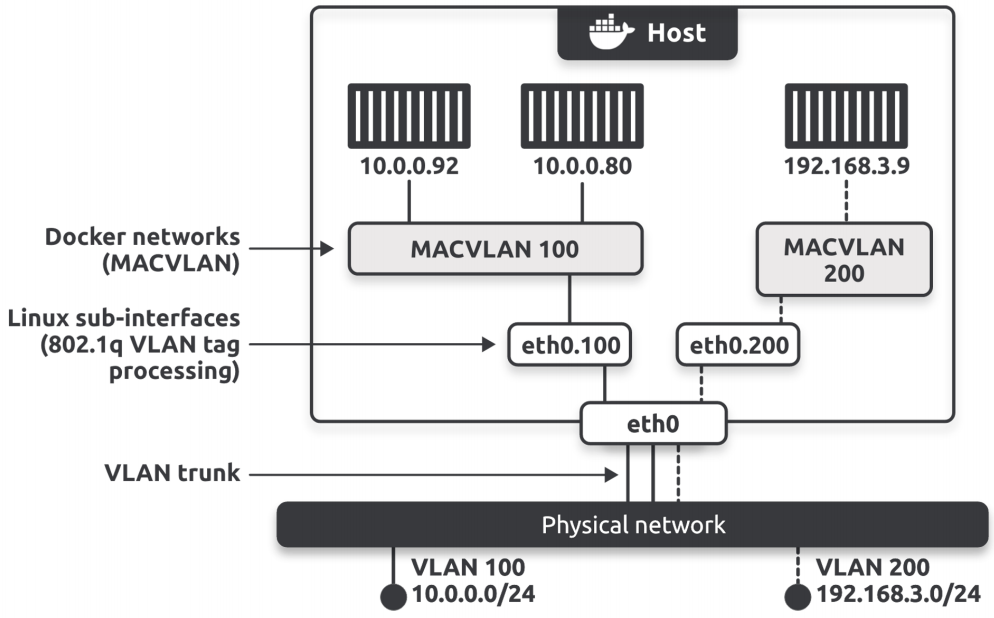 Host
10.0.0.92
10.0.0.80
192.168.3.9
Docker networks
(MACVLAN)
MACVLAN 100
MACVLAN
200
Linux sub-interfaces
(802.1q VLAN tag
processing)
eth0.100
eth0.200
eth0
VLAN trunk
Physical network
VLAN 100
10.0.0.0/24
VLAN 200
192.168.3.0/24